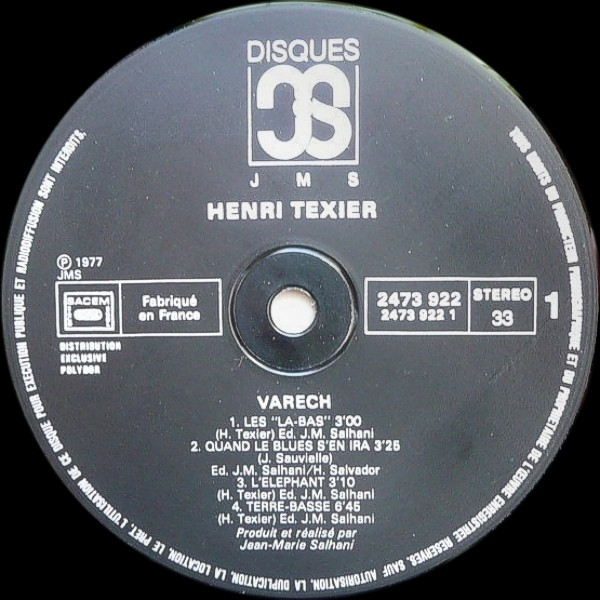 DISQUES
JMS
HENRI TEXIER
℗ 1977
JMS
SACEM
Fabriqué
en France
DISTRIBUTION
EXCLUSIVE
POLYDOR
2473 922
2473 922 1
STEREO
33
1
VARECH
1. LES "LA-BAS" 3'00
(H. Texier) Ed. J.M. Salhani
2. QUAND LE BLUES S'EN IRA 3'25
(J. Sauvielle)
Ed. J.M. Salhani/H. Salvador
3. L'ELEPHANT 3'10
(H. Texier) Ed. J.M. Salhani
4. TERRE-BASSE 6'45
(H. Texier) Ed. J.M. Salhani
Produit et réalisé par
Jean-Marie Salhani
TOUS DROITS DU PRODUCTEUR PHONOGRAPHIQUE ET DU PROPRIETAIRE DE L'ŒUVRE ENREGISTREE RESERVES. SAUF AUTORISATION, LA DUPLICATION, LA LOCATION, LE PRET, L'UTILISATION DE CE DISQUE POUR EXECUTION PUBLIQUE ET RADIODIFFUSION SONT INTERDITS.